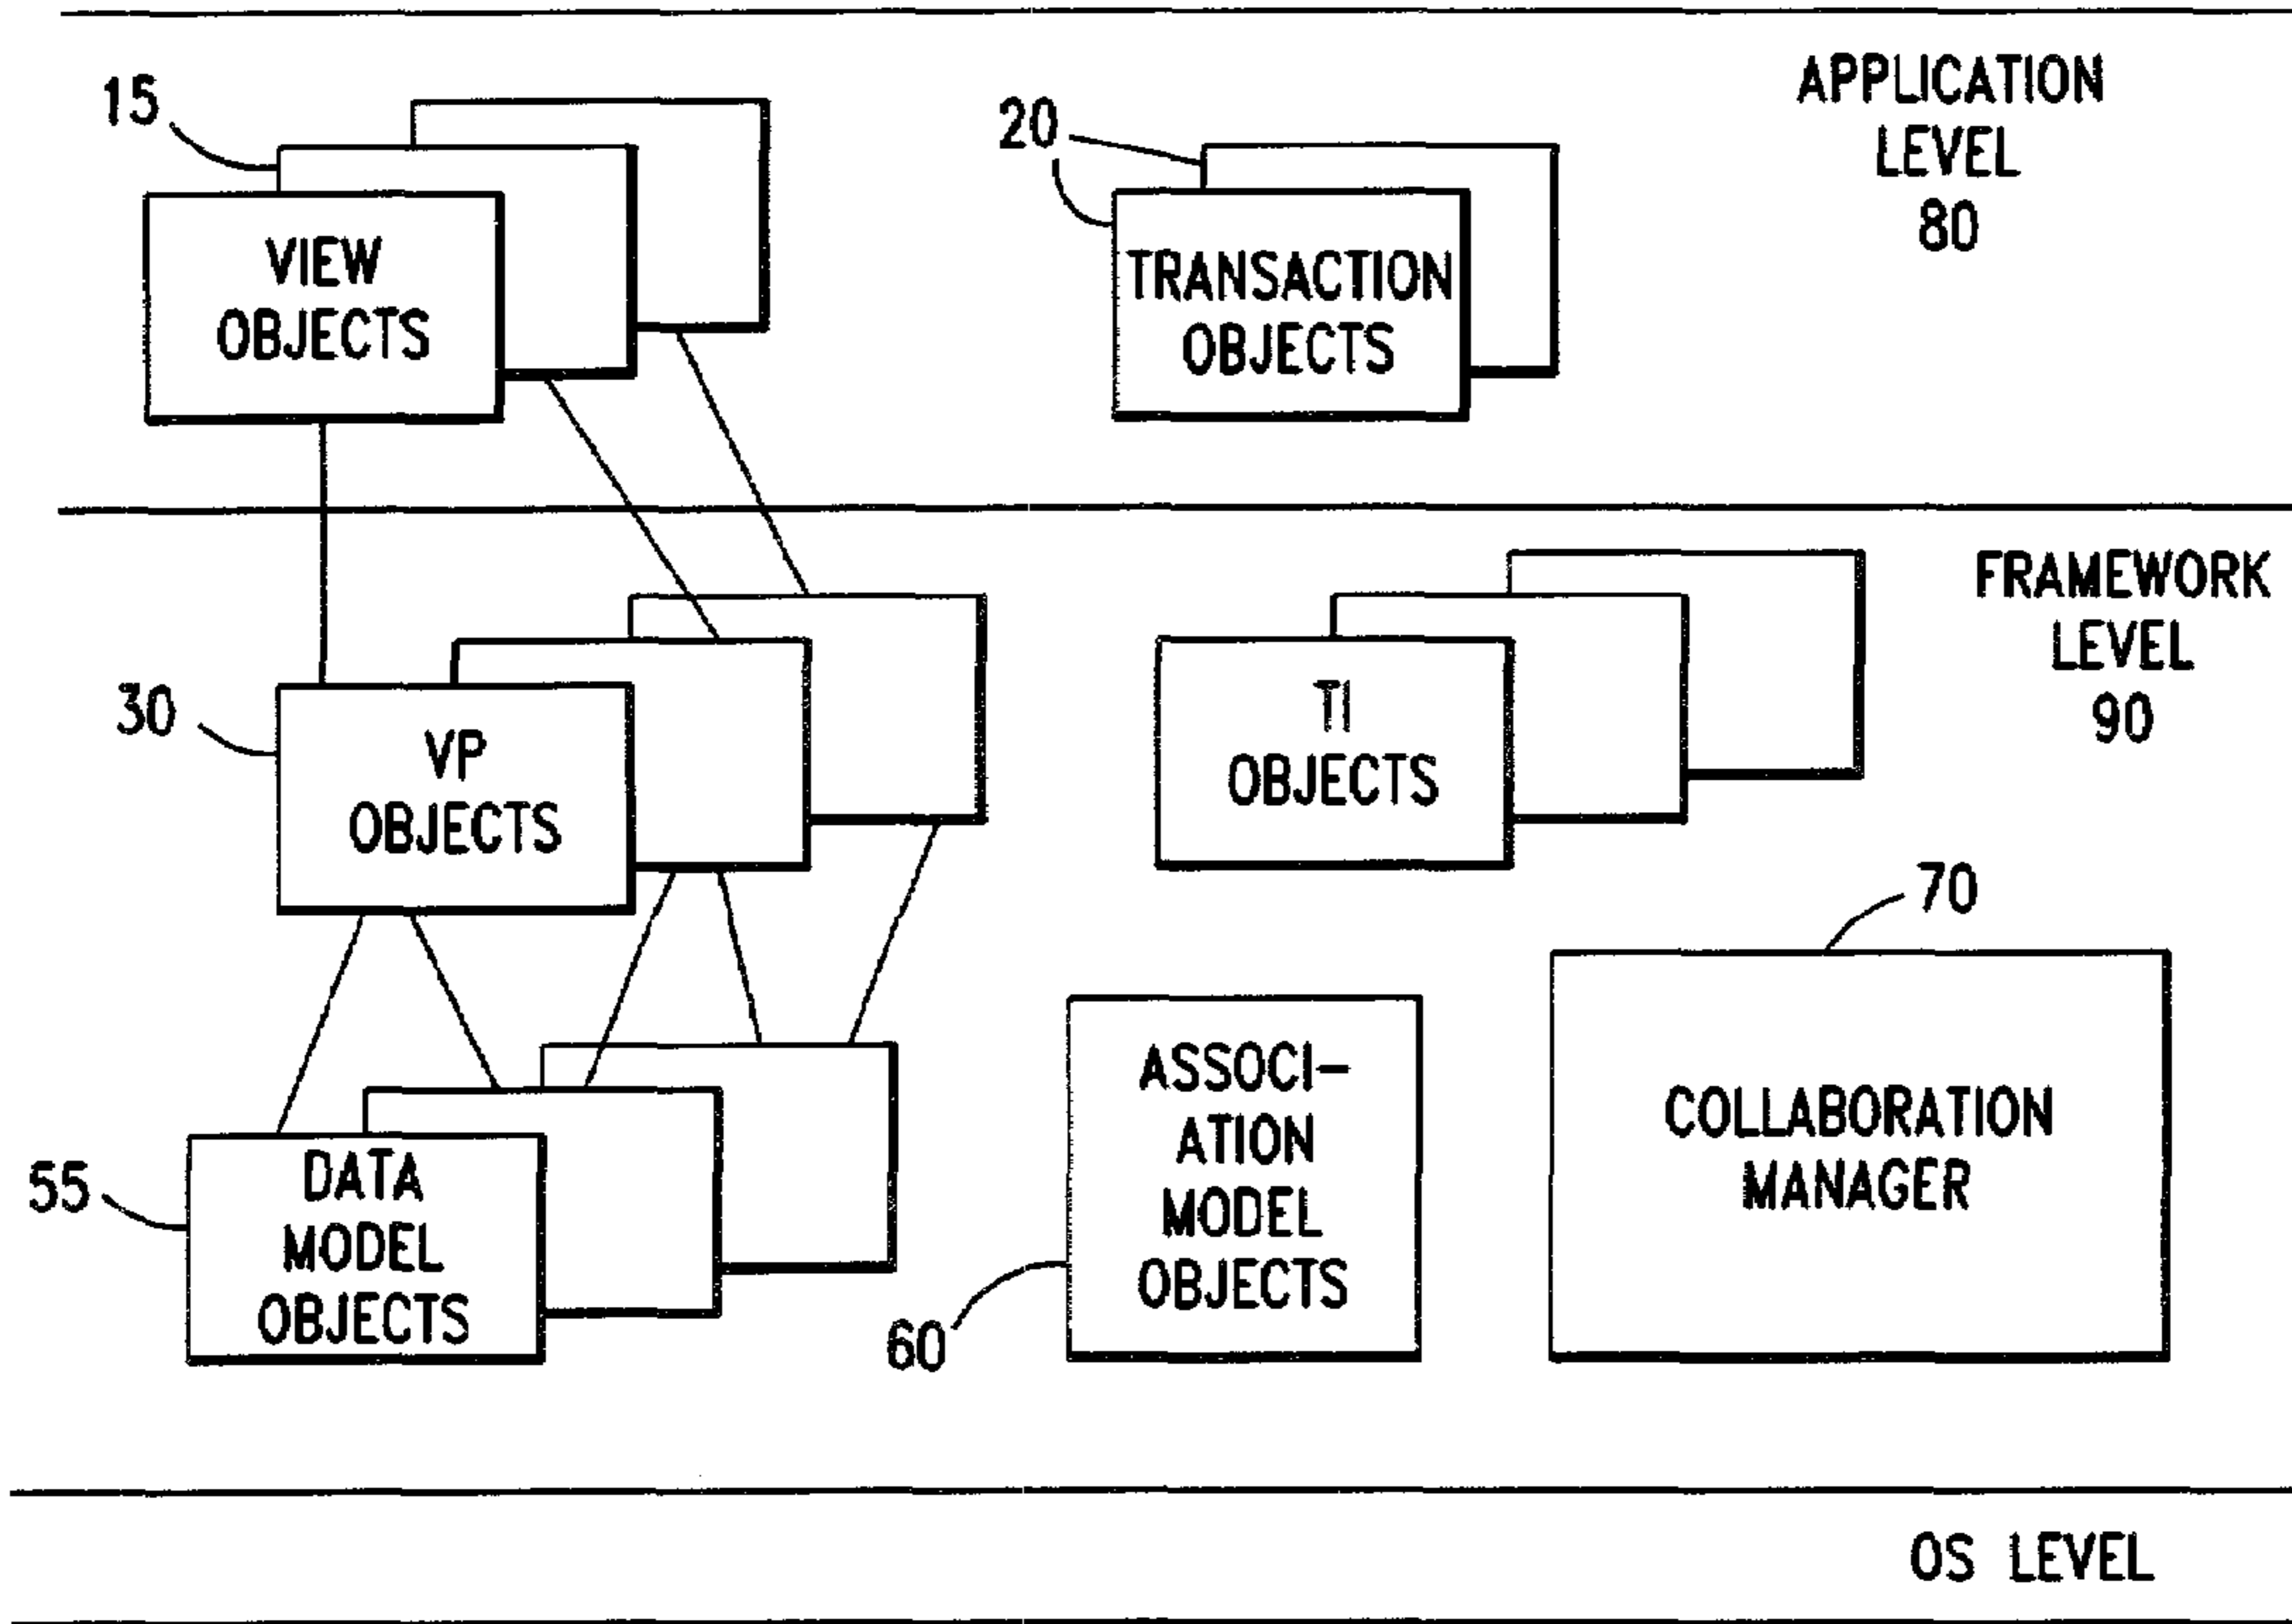 APPLICATION
LEVEL
80
15
20
VIEW
OBJECTS
TRANSACTION
OBJECTS
FRAMEWORK
LEVEL
90
30
VP
OBJECTS
TI
OBJECTS
70
55
DATA
MODEL
OBJECTS
60
ASSOCI-
ATION
MODEL
OBJECTS
COLLABORATION
MANAGER
OS LEVEL